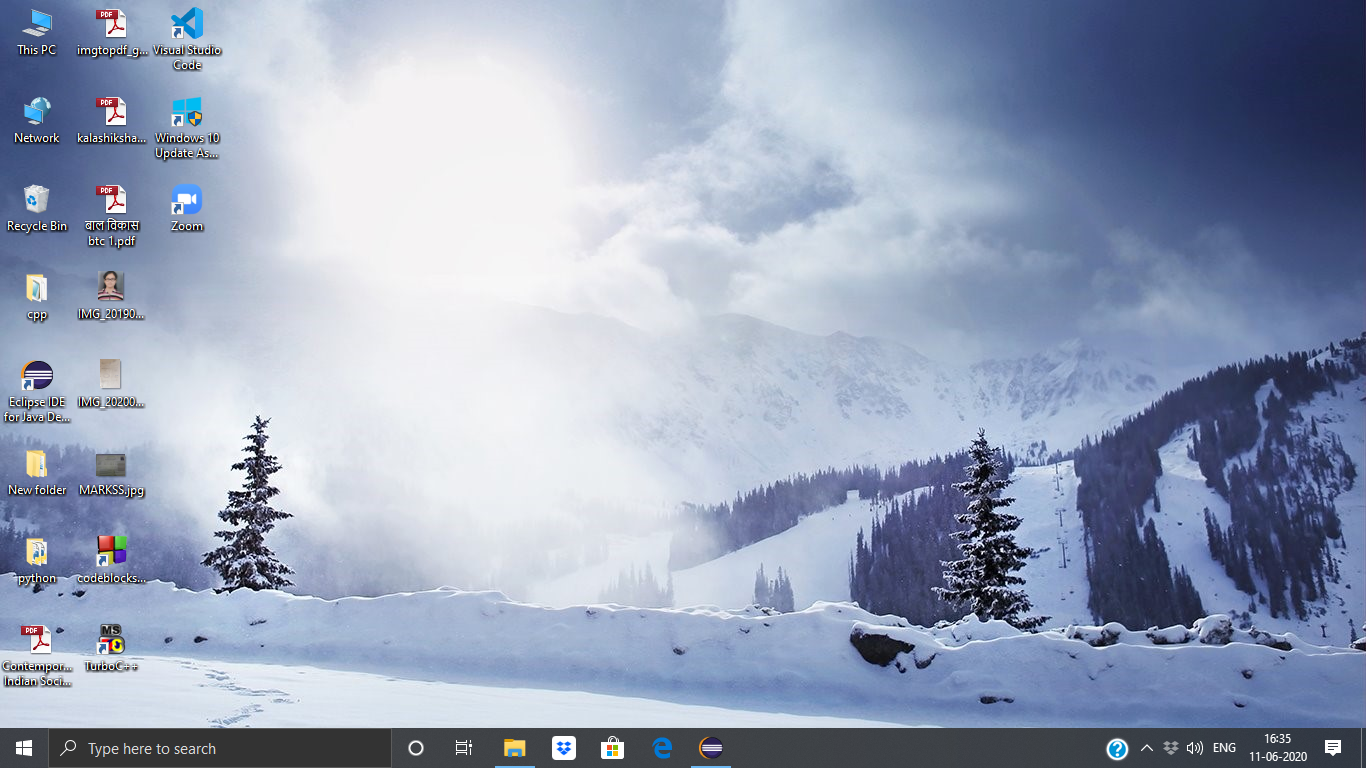 This PC
imgtopdf_g...
Visual Studio
Code
Network
kalashiksha...
Windows 10
Update As...
Recycle Bin
बाल विकास
btc 1.pdf
Zoom
cpp
IMG_20190...
Eclipse IDE
for Java De...
IMG_20200...
New folder
MARKSS.jpg
python
codeblocks...
Contempor...
Indian Soci...
TurboC++
PDF
PDF
PDF
PDF
MS
Type here to search
ENG
16:35
11-06-2020